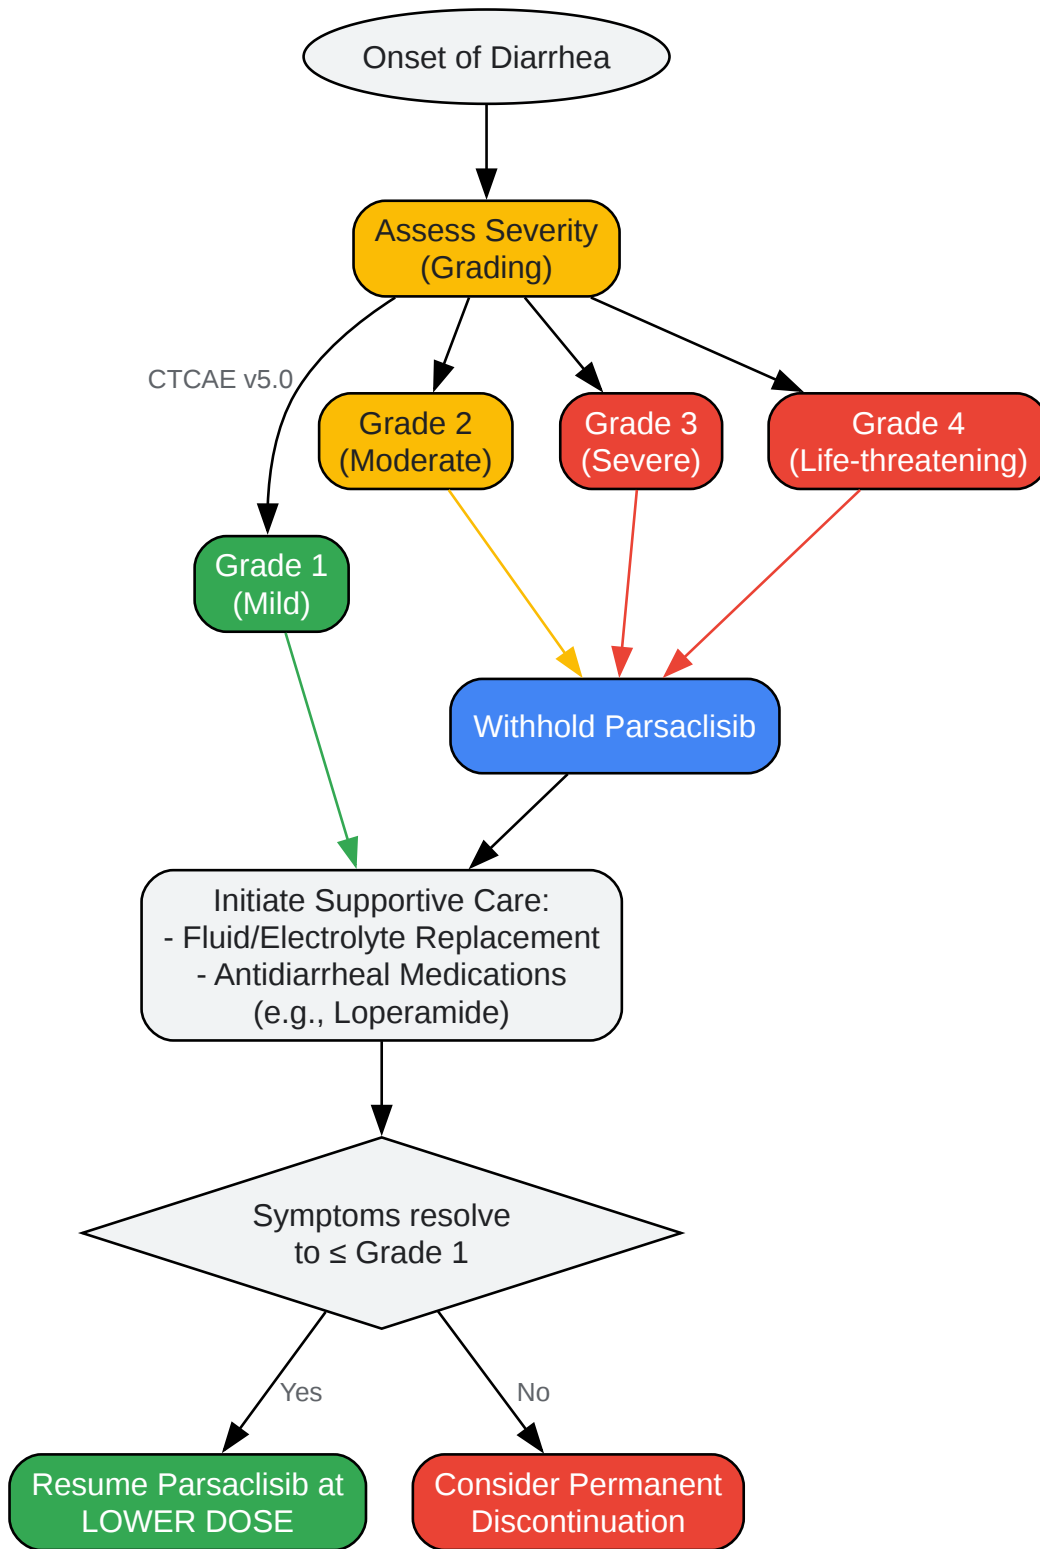 Onset of Diarrhea
Assess Severity
(Grading)
CTCAE v5.0
Grade 2
(Moderate)
Grade 3
(Severe)
Grade 4
(Life-threatening)
Grade 1
(Mild)
Withhold Parsaclisib
Initiate Supportive Care:
- Fluid/Electrolyte Replacement
- Antidiarrheal Medications
(e.g., Loperamide)
Symptoms resolve
to ≤ Grade 1
Yes
No
Resume Parsaclisib at
LOWER DOSE
Consider Permanent
Discontinuation